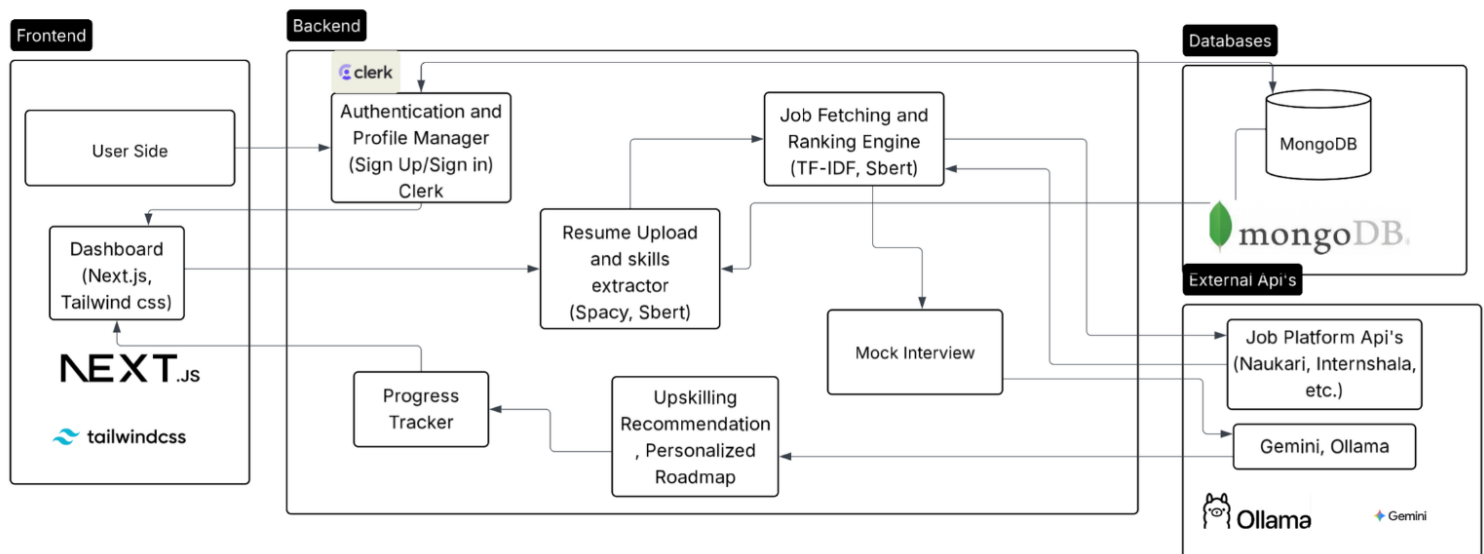 Frontend
User Side
Dashboard
(Next.js,
Tailwind css)
NEXT.JS
tailwindcss
Backend
clerk
Authentication and
Profile Manager
(Sign Up/Sign in)
Clerk
Job Fetching and
Ranking Engine
(TF-IDF, Sbert)
Resume Upload
and skills
extractor
(Spacy, Sbert)
Mock Interview
Progress
Tracker
Upskilling
Recommendation
, Personalized
Roadmap
Databases
MongoDB
mongoDB
External Api's
Job Platform Api's
(Naukari, Internshala,
etc.)
Gemini, Ollama
Ollama
Gemini